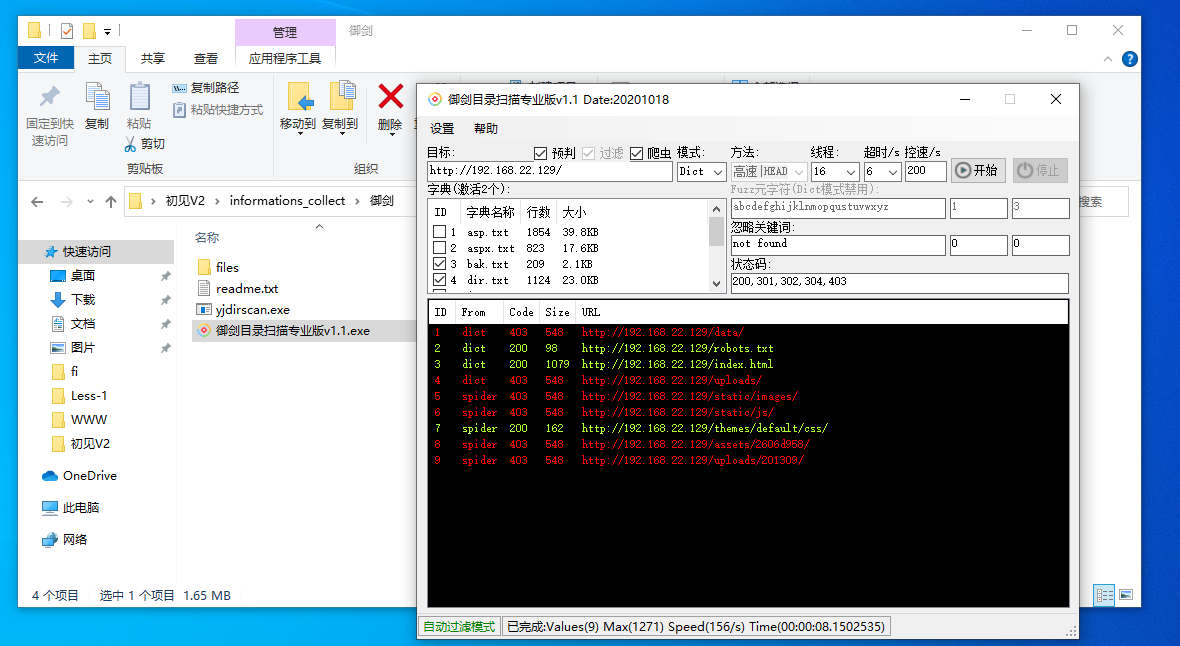 管理
御剑
文件
主页
共享
查看
应用程序工具
固定到快
速访问
复制
粘贴
复制路径
粘贴快捷方式
剪切
剪贴板
移动到
复制到
删除
组织
初见V2
informations_collect
御剑
搜索
名称
快速访问
桌面
下载
文档
图片
fi
Less-1
WWW
初见V2
OneDrive
此电脑
网络
files
readme.txt
yjdirscan.exe
御剑目录扫描专业版v1.1.exe
4 个项目 选中 1 个项目 1.65 MB
御剑目录扫描专业版v1.1 Date:20201018
设置 帮助
目标: 预判 过滤 爬虫 模式: 方法: 线程: 超时/s 控速/s
http://192.168.22.129/ Dict 高速|HEAD 16 6 200 开始 停止
字典(激活2个): Fuzz元字符(Dict模式禁用):
ID 字典名称 行数 大小
1 asp.txt 1854 39.8KB
2 aspx.txt 823 17.6KB
3 bak.txt 209 2.1KB
4 dir.txt 1124 23.0KB
abcdefghijklnmopqustuvwxyz 1 3
忽略关键词:
not found 0 0
状态码:
200,301,302,304,403
ID From Code Size URL
1 dict 403 548 http://192.168.22.129/data/
2 dict 200 98 http://192.168.22.129/robots.txt
3 dict 200 1079 http://192.168.22.129/index.html
4 dict 403 548 http://192.168.22.129/uploads/
5 spider 403 548 http://192.168.22.129/static/images/
6 spider 403 548 http://192.168.22.129/static/js/
7 spider 200 162 http://192.168.22.129/themes/default/css/
8 spider 403 548 http://192.168.22.129/assets/2606d958/
9 spider 403 548 http://192.168.22.129/uploads/201309/
自动过滤模式 已完成:Values(9) Max(1271) Speed(156/s) Time(00:00:08.1502535)